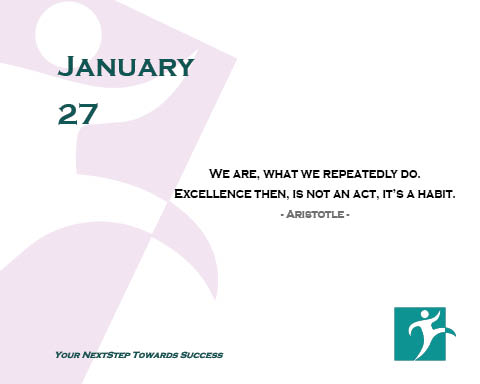 January
27
We are, what we repeatedly do.
Excellence then, is not an act, it's a habit.
- Aristotle -
Your NextStep Towards Success